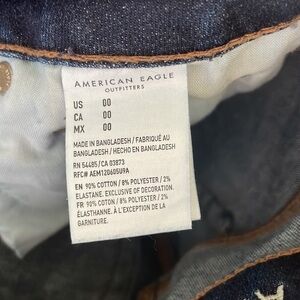 AMERICAN EAGLE
OUTFITTERS
US 00
CA 00
MX 00
MADE IN BANGLADESH / FABRIQUÉ AU
BANGLADESH / HECHO EN BANGLADESH
RN 54485/CA 03873
RFC# AEM120605U9A
EN 90% COTTON/8% POLYESTER/2%
ELASTANE. EXCLUSIVE OF DECORATION.
FR 90% COTON/8% POLYESTER/2%
ÉLASTHANNE. À L'EXCEPTION DE LA
GARNITURE.